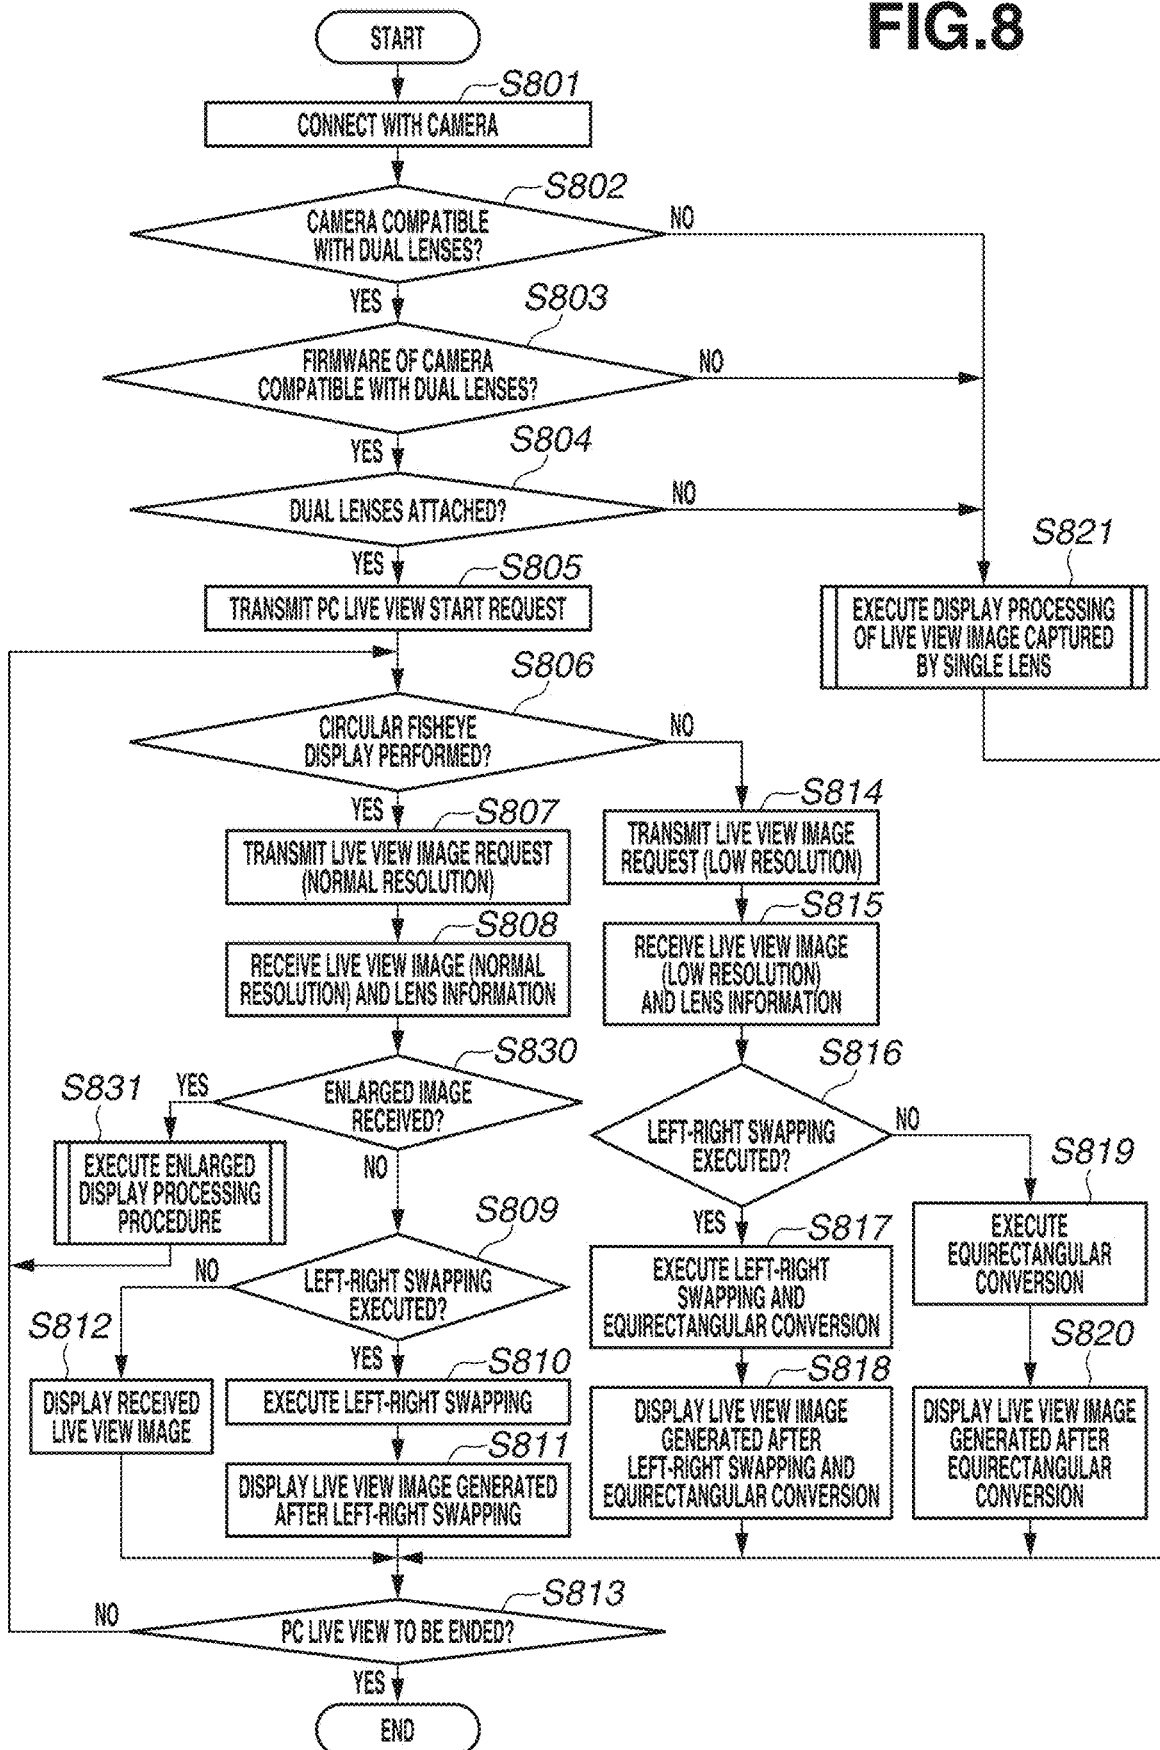 FIG.8
START
S801
CONNECT WITH CAMERA
S802
CAMERA COMPATIBLE
WITH DUAL LENSES?
NO
YES
S803
FIRMWARE OF CAMERA
COMPATIBLE WITH DUAL LENSES?
NO
YES
S804
DUAL LENSES ATTACHED?
NO
YES
S805
TRANSMIT PC LIVE VIEW START REQUEST
S821
EXECUTE DISPLAY PROCESSING
OF LIVE VIEW IMAGE CAPTURED
BY SINGLE LENS
S806
CIRCULAR FISHEYE
DISPLAY PERFORMED?
NO
YES
S807
TRANSMIT LIVE VIEW IMAGE REQUEST
(NORMAL RESOLUTION)
S808
RECEIVE LIVE VIEW IMAGE (NORMAL
RESOLUTION) AND LENS INFORMATION
S814
TRANSMIT LIVE VIEW IMAGE
REQUEST (LOW RESOLUTION)
S815
RECEIVE LIVE VIEW IMAGE
(LOW RESOLUTION)
AND LENS INFORMATION
S830
ENLARGED IMAGE
RECEIVED?
YES
NO
S831
EXECUTE ENLARGED
DISPLAY PROCESSING
PROCEDURE
S816
LEFT-RIGHT SWAPPING
EXECUTED?
NO
YES
S809
LEFT-RIGHT SWAPPING
EXECUTED?
NO
YES
S812
DISPLAY RECEIVED
LIVE VIEW IMAGE
S810
EXECUTE LEFT-RIGHT SWAPPING
S811
DISPLAY LIVE VIEW IMAGE GENERATED
AFTER LEFT-RIGHT SWAPPING
S817
EXECUTE LEFT-RIGHT
SWAPPING AND
EQUIRECTANGULAR CONVERSION
S818
DISPLAY LIVE VIEW IMAGE
GENERATED AFTER
LEFT-RIGHT SWAPPING AND
EQUIRECTANGULAR CONVERSION
S819
EXECUTE
EQUIRECTANGULAR
CONVERSION
S820
DISPLAY LIVE VIEW IMAGE
GENERATED AFTER
EQUIRECTANGULAR
CONVERSION
S813
PC LIVE VIEW TO BE ENDED?
NO
YES
END